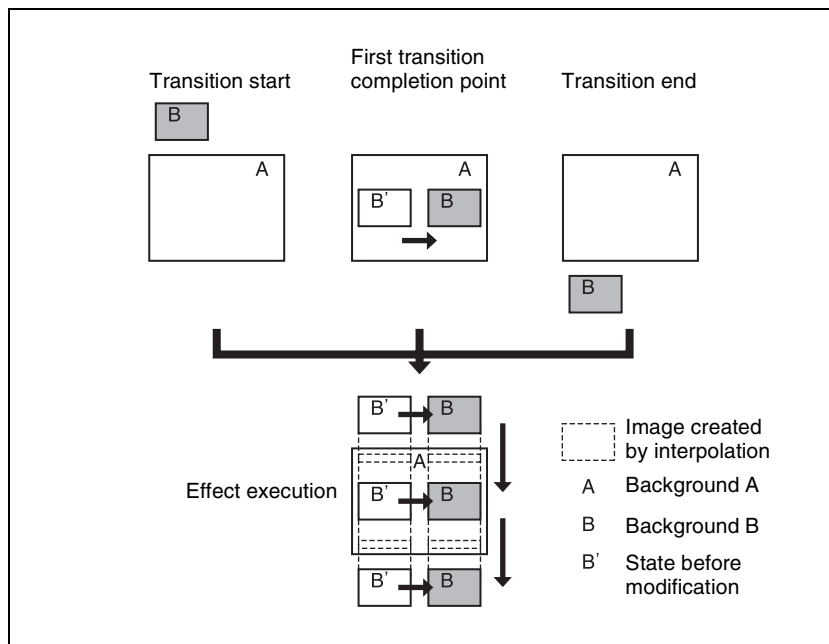 First transition
Transition start
completion point
Transition end
B
A
A
B'
B
A
B
B'
B
A
Effect execution
B'
B
B'
B
Image created
by interpolation
A
Background A
B
Background B
B'
State before
modification